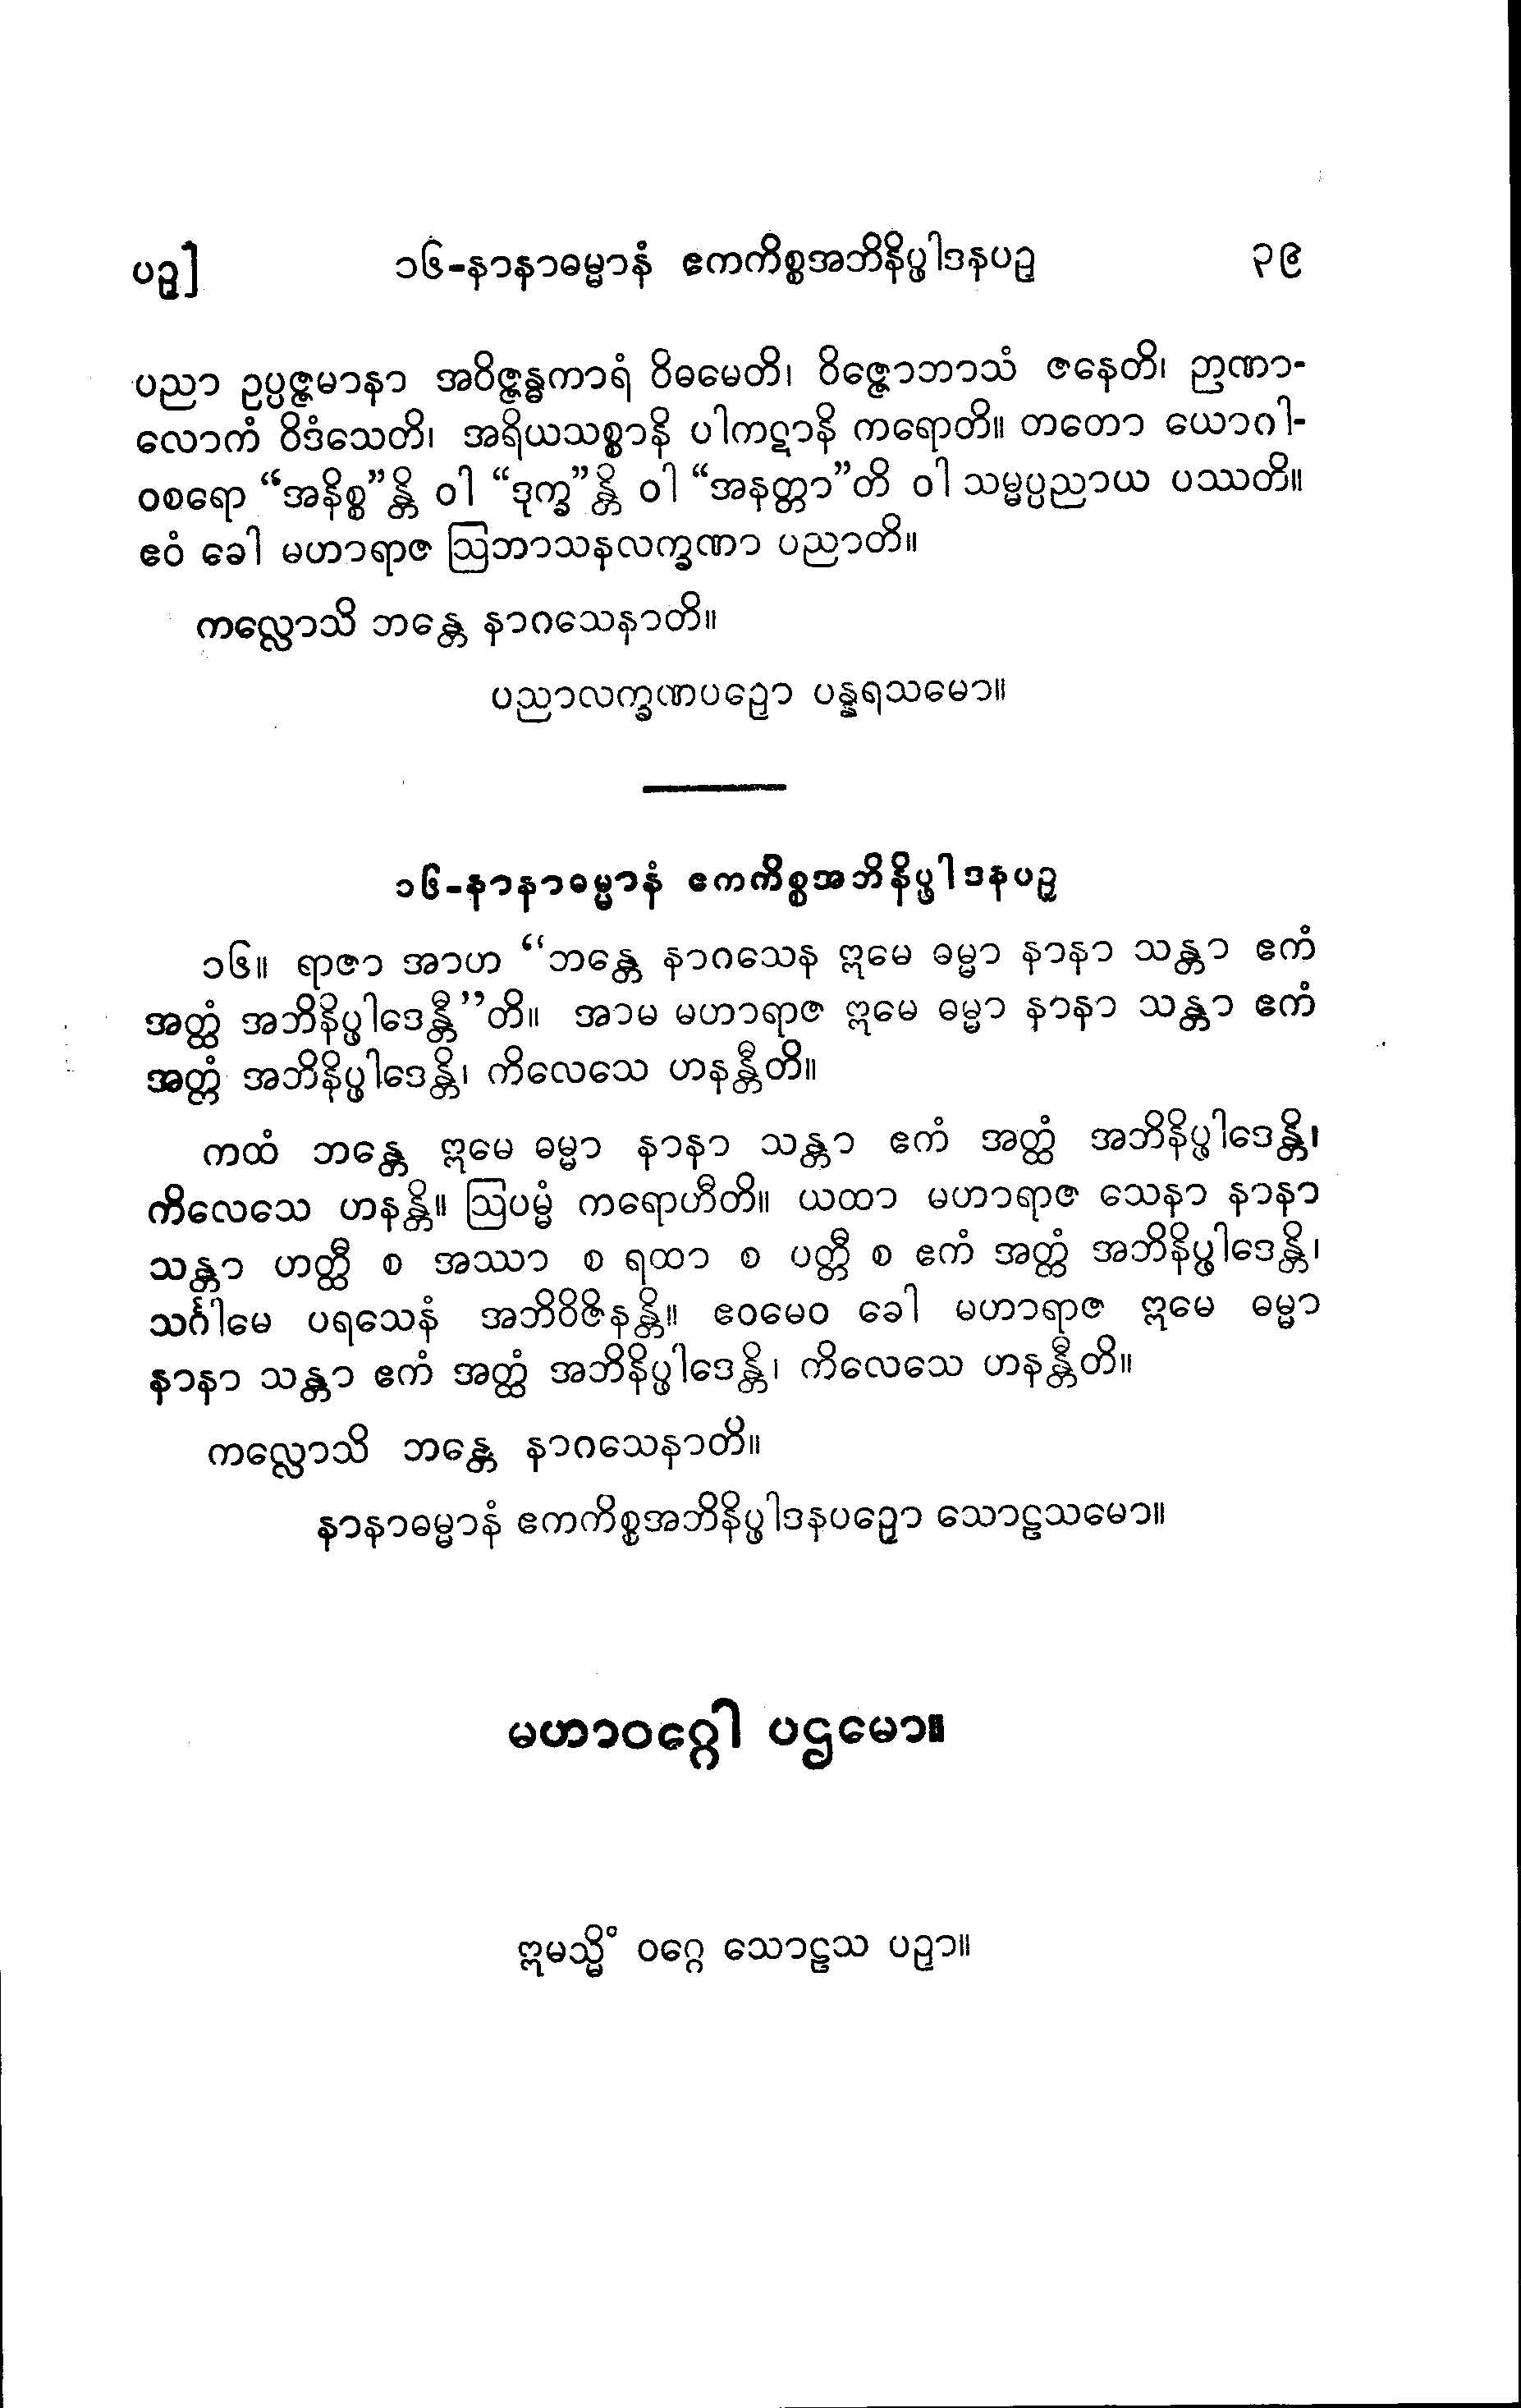 ပဉှ] ၁၆-နာနာဓမ္မာနံ ဧကကိစ္စအဘိနိပ္ဖါဒနပဉှ ၃၉
ပညာ ဥပ္ပဇ္ဇမာနာ အဝိဇ္ဇန္ဓကာရံ ဝိဓမေတိ၊ ဝိဇ္ဇောဘာသံ ဇနေတိ၊ ဉာဏာ-
လောကံ ဝိဒံသေတိ၊ အရိယသစ္စာနိ ပါကဋာနိ ကရောတိ။ တတော ယောဂါ-
ဝစရော “အနိစ္စ”န္တိ ဝါ “ဒုက္ခ”န္တိ ဝါ “အနတ္တာ”တိ ဝါ သမ္မပ္ပညာယ ပဿတိ။
ဧဝံ ခေါ မဟာရာဇ ဩဘာသနလက္ခဏာ ပညာတိ။
ကလ္လောသိ ဘန္တေ နာဂသေနာတိ။
ပညာလက္ခဏပဉှော ပန္နရသမော။
၁၆-နာနာဓမ္မာနံ ဧကကိစ္စအဘိနိပ္ဖါဒနပဉှ
၁၆။ ရာဇာ အာဟ “ဘန္တေ နာဂသေန ဣမေ ဓမ္မာ နာနာ သန္တာ ဧကံ
အတ္ထံ အဘိနိပ္ဖါဒေန္တီ”တိ။ အာမ မဟာရာဇ ဣမေ ဓမ္မာ နာနာ သန္တာ ဧကံ
အတ္တံ အဘိနိပ္ဖါဒေန္တိ၊ ကိလေသေ ဟနန္တီတိ။
ကထံ ဘန္တေ ဣမေ ဓမ္မာ နာနာ သန္တာ ဧကံ အတ္ထံ အဘိနိပ္ဖါဒေန္တိ၊
ကိလေသေ ဟနန္တိ။ ဩပမ္မံ ကရောဟီတိ။ ယထာ မဟာရာဇ သေနာ နာနာ
သန္တာ ဟတ္ထီ စ အဿာ စ ရထာ စ ပတ္တီ စ ဧကံ အတ္ထံ အဘိနိပ္ဖါဒေန္တိ၊
သင်္ဂါမေ ပရသေနံ အဘိဝိဇိနန္တိ။ ဧဝမေဝ ခေါ မဟာရာဇ ဣမေ ဓမ္မာ
နာနာ သန္တာ ဧကံ အတ္ထံ အဘိနိပ္ဖါဒေန္တိ၊ ကိလေသေ ဟနန္တီတိ။
ကလ္လောသိ ဘန္တေ နာဂသေနာတိ။
နာနာဓမ္မာနံ ဧကကိစ္စအဘိနိပ္ဖါဒနပဉှော သောဠသမော။
မဟာဝဂ္ဂေါ ပဌမော။
ဣမသ္မိံ ဝဂ္ဂေ သောဠသ ပဉှာ။